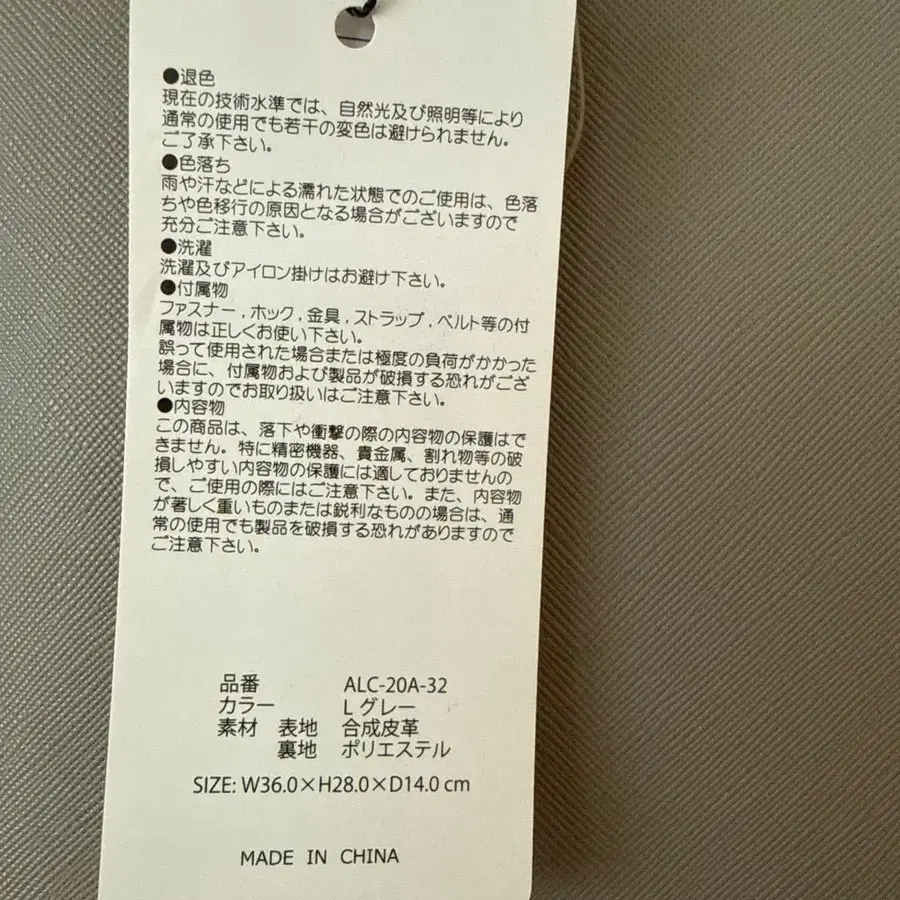 ●退色
現在の技術水準では、自然光及び照明等により
通常の使用でも若干の変色は避けられません。
ご了承下さい。
●色落ち
雨や汗などによる濡れた状態でのご使用は、色落
ちや色移行の原因となる場合がございますので
充分ご注意下さい。
●洗濯
洗濯及びアイロン掛けはお避け下さい。
●付属物
ファスナー,ホック,金具,ストラップ,ベルト等の付
属物は正しくお使い下さい。
誤って使用された場合または極度の負荷がかかった
場合に、付属物および製品が破損する恐れがござ
いますのでお取り扱いはご注意下さい。
●内容物
この商品は、落下や衝撃の際の内容物の保護はで
きません。特に精密機器、貴金属、割れ物等の破
損しやすい内容物の保護には適しておりませんの
で、ご使用の際にはご注意下さい。また、内容物
が著しく重いものまたは鋭利なものの場合は、通
常の使用でも製品を破損する恐れがありますので
ご注意下さい。
品番 ALC-20A-32
カラー L グレー
素材 表地 合成皮革
裏地 ポリエステル
SIZE: W36.0×H28.0×D14.0 cm
MADE IN CHINA